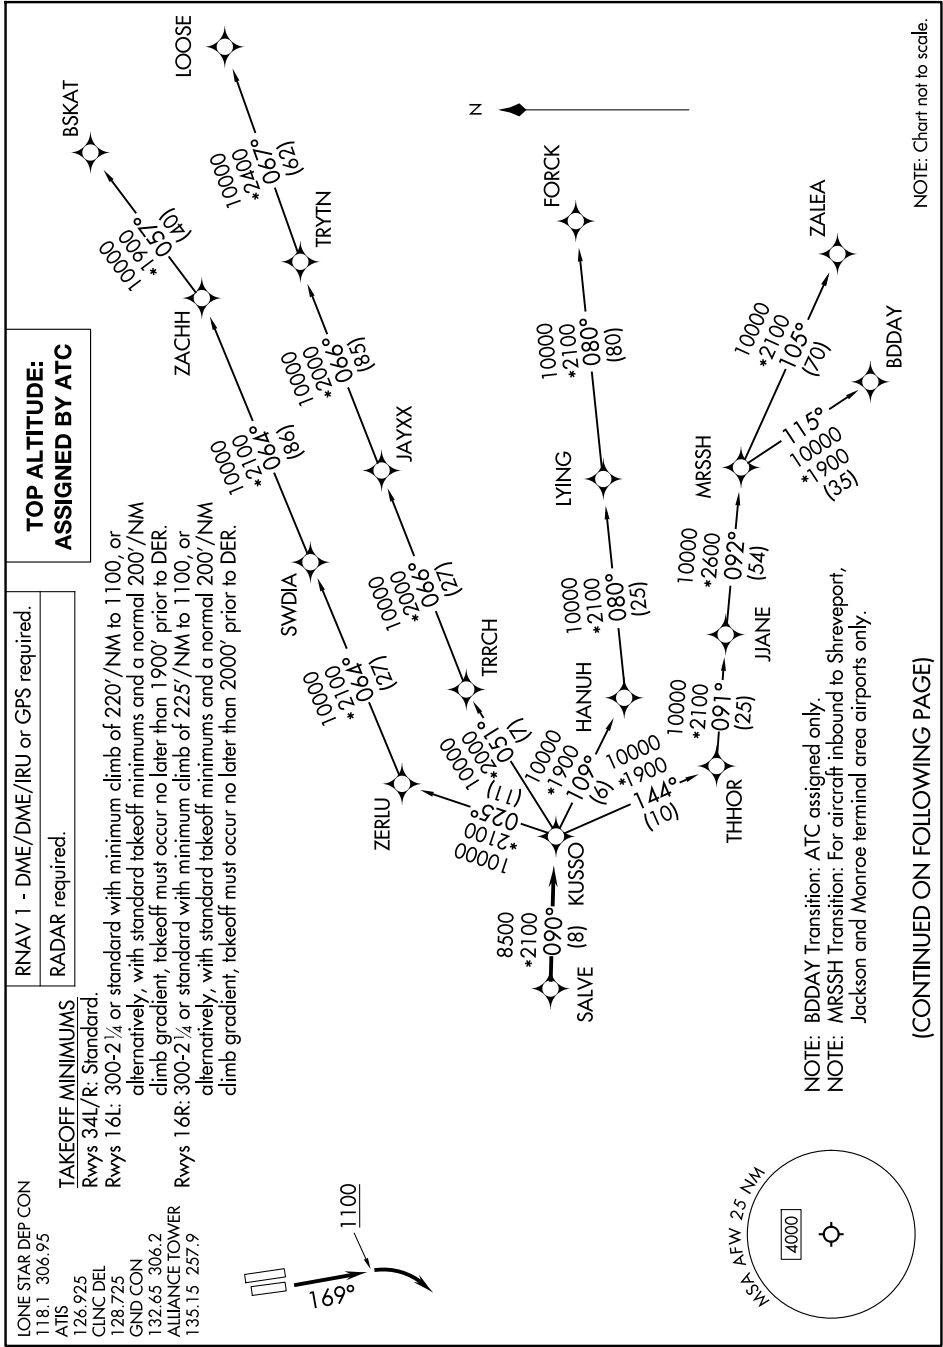 LONE STAR DEP CON
118.1 306.95
ATIS
126.925
CLNC DEL
128.725
GND CON
132.65 306.2
ALLIANCE TOWER
135.15 257.9
RNAV 1 - DME/DME/IRU or GPS required.
RADAR required.
TOP ALTITUDE:
ASSIGNED BY ATC
TAKEOFF MINIMUMS
Rwys 34L/R: Standard.
Rwys 16L: 300-2¼ or standard with minimum climb of 220'/NM to 1100, or
alternatively, with standard takeoff minimums and a normal 200'/NM
climb gradient, takeoff must occur no later than 1900' prior to DER.
Rwys 16R: 300-2¼ or standard with minimum climb of 225'/NM to 1100, or
alternatively, with standard takeoff minimums and a normal 200'/NM
climb gradient, takeoff must occur no later than 2000' prior to DER.
1100
169°
SALVE
8500
*2100
090°
(8)
KUSSO
10000
*2100
025°
(11)
ZERLU
10000
*2100
064°
(27)
SWDIA
10000
*2100
064°
(86)
ZACHH
10000
*1900
057°
(40)
BSKAT
10000
*2000
051°
(7)
TRRCH
10000
*2000
066°
(27)
JAYXX
10000
*2000
066°
(85)
TRYTN
10000
*2400
067°
(62)
LOOSE
N
10000
*1900
109°
(6)
HANUH
10000
*2100
080°
(25)
LYING
10000
*2100
080°
(80)
FORCK
10000
*1900
144°
(10)
THHOR
10000
*2100
091°
(25)
JJANE
10000
*2600
092°
(54)
MRSSH
10000
*2100
105°
(70)
ZALEA
115°
10000
*1900
(35)
BDDAY
MSA AFW 25 NM
4000
NOTE: BDDAY Transition: ATC assigned only.
NOTE: MRSSH Transition: For aircraft inbound to Shreveport,
Jackson and Monroe terminal area airports only.
NOTE: Chart not to scale.
(CONTINUED ON FOLLOWING PAGE)